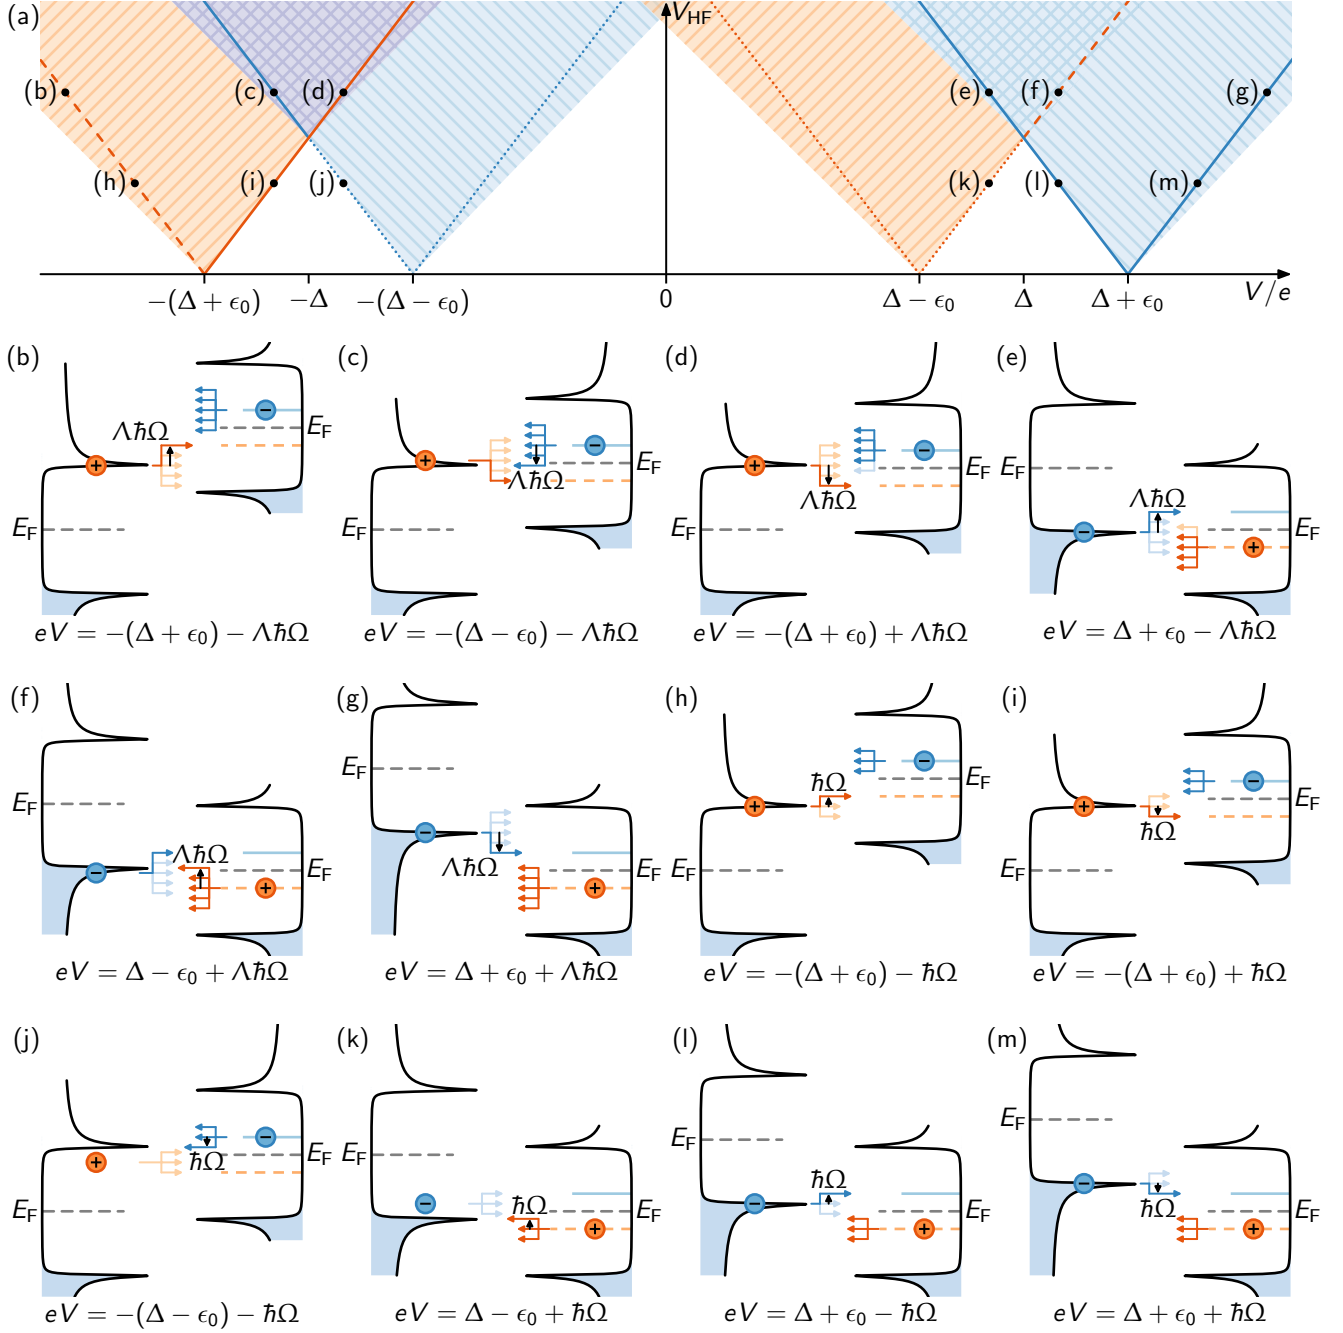 (a)
V_HF
(b) (c) (d) (e) (f) (g)
(h) (i) (j) (k) (l) (m)
−(Δ + ϵ₀) −Δ −(Δ − ϵ₀) 0 Δ − ϵ₀ Δ Δ + ϵ₀ V/e
(b) (c) (d) (e)
ΛℏΩ + − E_F E_F
+ − ΛℏΩ E_F E_F
+ − ΛℏΩ E_F E_F
ΛℏΩ − + E_F
eV = −(Δ + ϵ₀) − ΛℏΩ
eV = −(Δ − ϵ₀) − ΛℏΩ
eV = −(Δ + ϵ₀) + ΛℏΩ
eV = Δ + ϵ₀ − ΛℏΩ
(f) (g) (h) (i)
E_F ΛℏΩ − + E_F
E_F − ΛℏΩ + E_F
ℏΩ + − E_F E_F
+ − ℏΩ E_F E_F
eV = Δ − ϵ₀ + ΛℏΩ
eV = Δ + ϵ₀ + ΛℏΩ
eV = −(Δ + ϵ₀) − ℏΩ
eV = −(Δ + ϵ₀) + ℏΩ
(j) (k) (l) (m)
+ − ℏΩ E_F E_F
E_F − ℏΩ + E_F
E_F ℏΩ − + E_F
E_F − ℏΩ + E_F
eV = −(Δ − ϵ₀) − ℏΩ
eV = Δ − ϵ₀ + ℏΩ
eV = Δ + ϵ₀ − ℏΩ
eV = Δ + ϵ₀ + ℏΩ